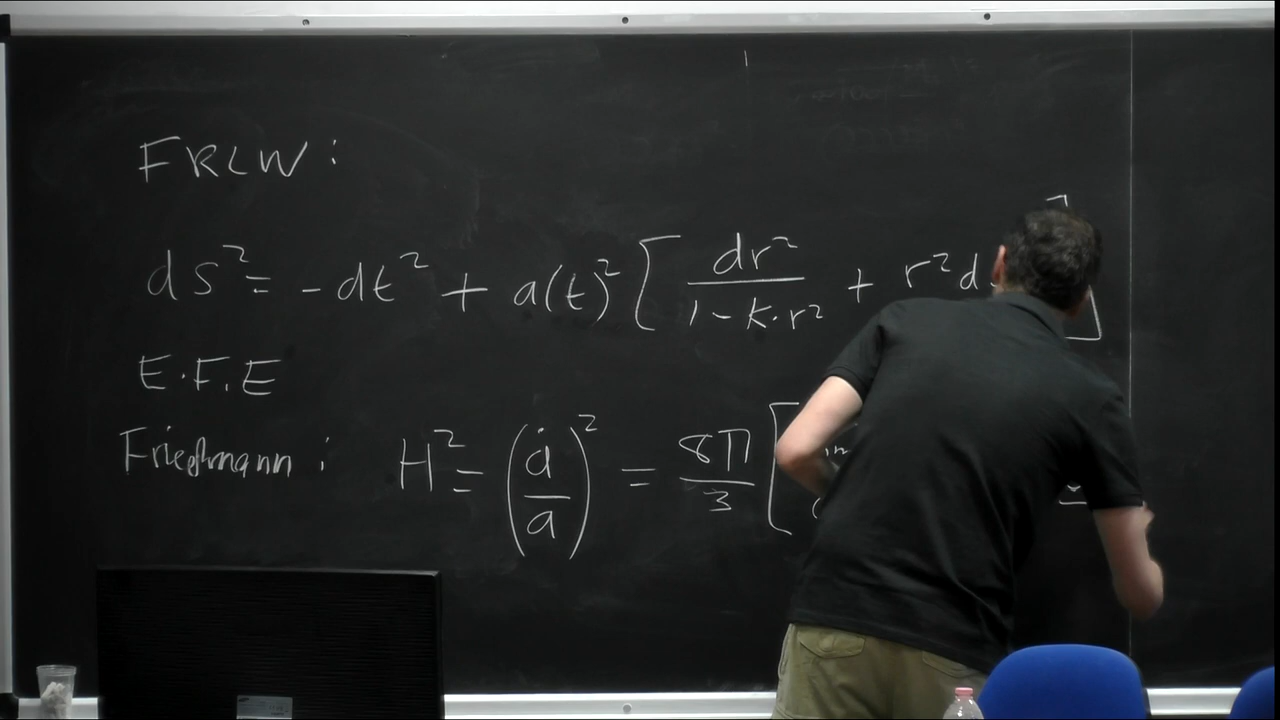 FRLW :
ds² = -dt² + a(t)² [ dr² / 1 - k·r² + r² d ]
E.F.E
Friedmann : H² = (ȧ / a)² = 8π / 3 [